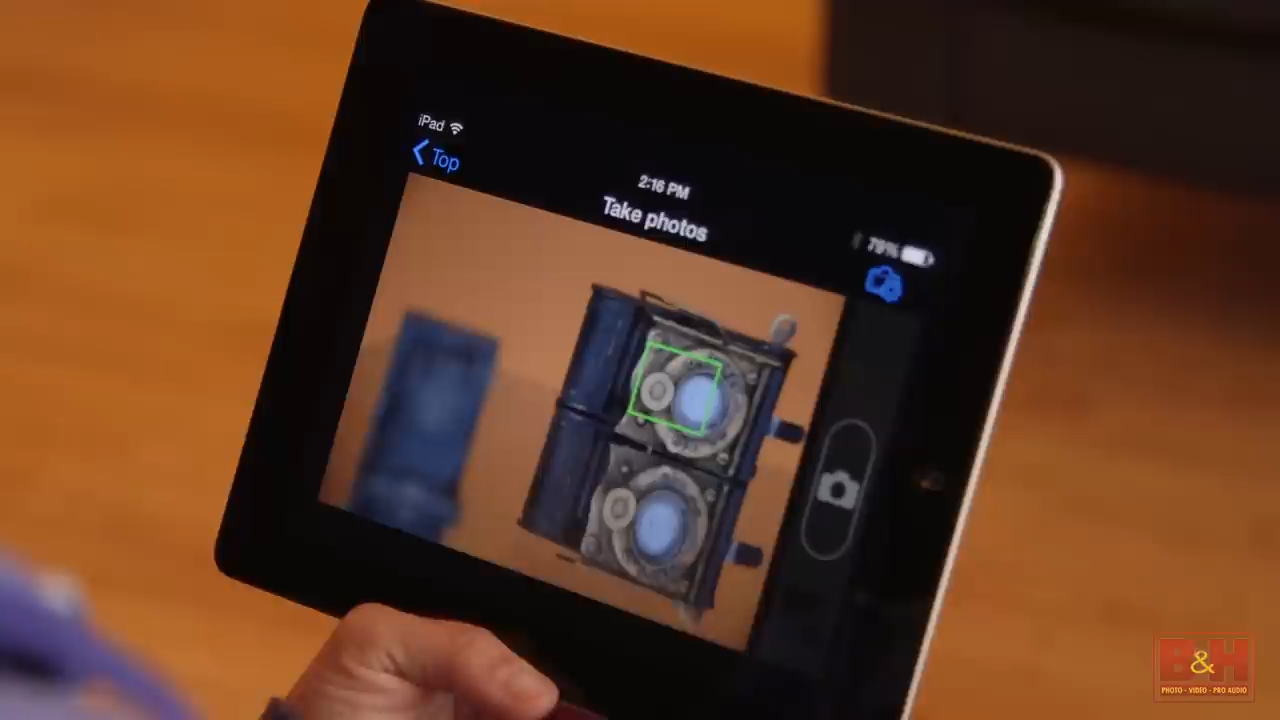 iPad
Top
2:16 PM
Take photos
79%
B&H
PHOTO - VIDEO - PRO AUDIO